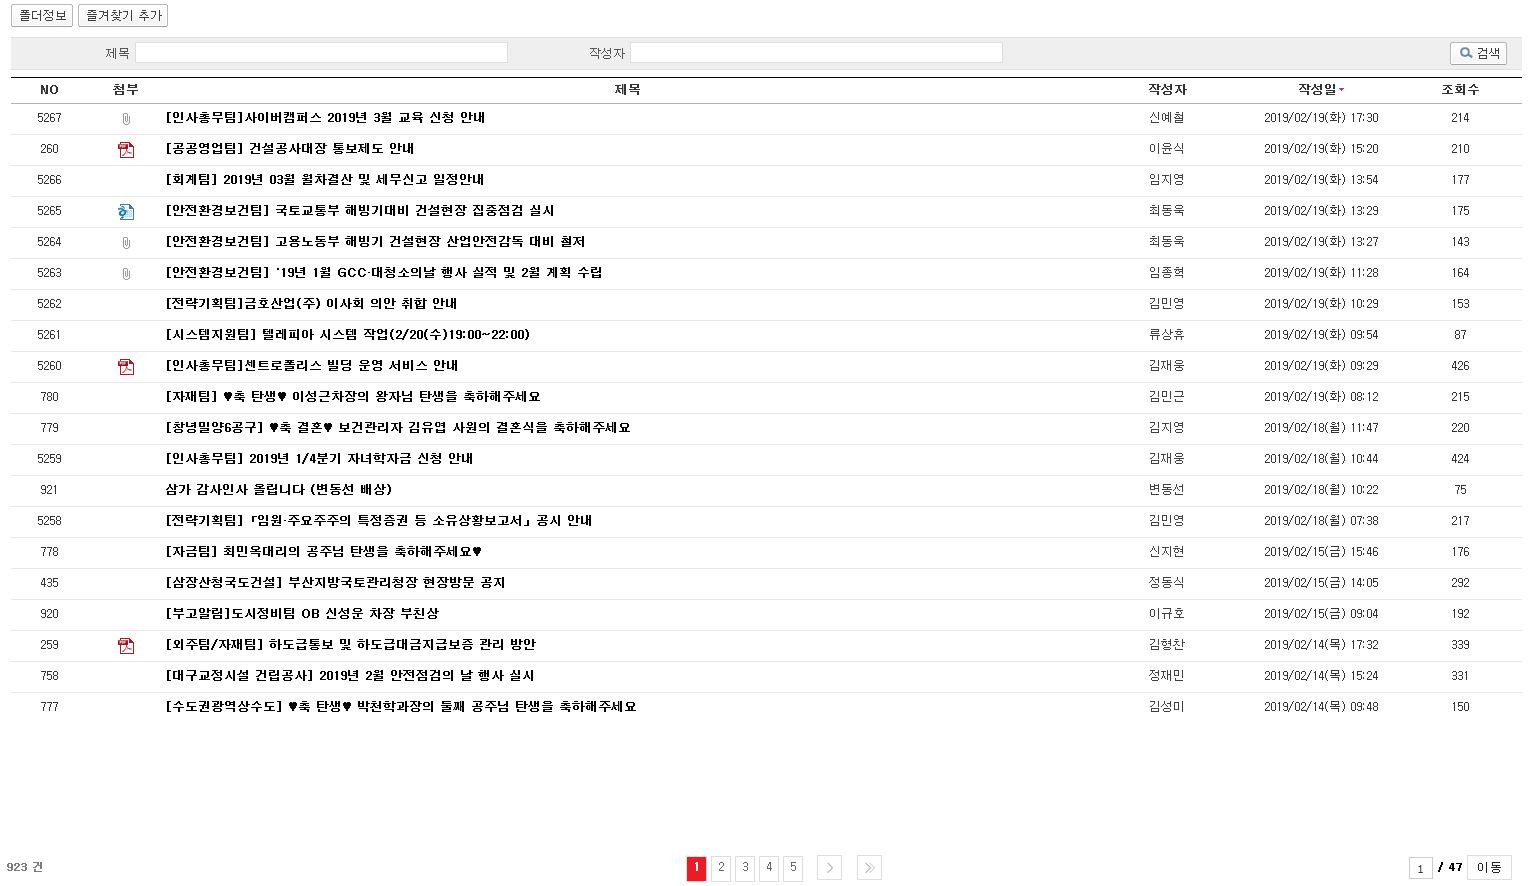 폴더정보 즐겨찾기 추가
제목 작성자 검색
NO 첨부 제목 작성자 작성일 조회수
5267 [인사총무팀]사이버캠퍼스 2019년 3월 교육 신청 안내 신예철 2019/02/19(화) 17:30 214
260 [공공영업팀] 건설공사대장 통보제도 안내 이윤식 2019/02/19(화) 15:20 210
5266 [회계팀] 2019년 03월 월차결산 및 세무신고 일정안내 임지영 2019/02/19(화) 13:54 177
5265 [안전환경보건팀] 국토교통부 해빙기대비 건설현장 집중점검 실시 최동욱 2019/02/19(화) 13:29 175
5264 [안전환경보건팀] 고용노동부 해빙기 건설현장 산업안전감독 대비 철저 최동욱 2019/02/19(화) 13:27 143
5263 [안전환경보건팀] '19년 1월 GCC·대청소의날 행사 실적 및 2월 계획 수립 임종혁 2019/02/19(화) 11:28 164
5262 [전략기획팀]금호산업(주) 이사회 의안 취합 안내 김민영 2019/02/19(화) 10:29 153
5261 [시스템지원팀] 텔레피아 시스템 작업(2/20(수)19:00~22:00) 류상휴 2019/02/19(화) 09:54 87
5260 [인사총무팀]센트로폴리스 빌딩 운영 서비스 안내 김재웅 2019/02/19(화) 09:29 426
780 [자재팀] ♥축 탄생♥ 이성근차장의 왕자님 탄생을 축하해주세요 김민근 2019/02/19(화) 08:12 215
779 [창녕밀양6공구] ♥축 결혼♥ 보건관리자 김유엽 사원의 결혼식을 축하해주세요 김지영 2019/02/18(월) 11:47 220
5259 [인사총무팀] 2019년 1/4분기 자녀학자금 신청 안내 김재웅 2019/02/18(월) 10:44 424
921 삼가 감사인사 올립니다 (변동선 배상) 변동선 2019/02/18(월) 10:22 75
5258 [전략기획팀] 「임원·주요주주의 특정증권 등 소유상황보고서」 공시 안내 김민영 2019/02/18(월) 07:38 217
778 [자금팀] 최민옥대리의 공주님 탄생을 축하해주세요♥ 신지현 2019/02/15(금) 15:46 176
435 [삼장산청국도건설] 부산지방국토관리청장 현장방문 공지 정동식 2019/02/15(금) 14:05 292
920 [부고알림]도시정비팀 OB 신성운 차장 부친상 이규호 2019/02/15(금) 09:04 192
259 [외주팀/자재팀] 하도급통보 및 하도급대금지급보증 관리 방안 김형찬 2019/02/14(목) 17:32 339
758 [대구교정시설 건립공사] 2019년 2월 안전점검의 날 행사 실시 정재민 2019/02/14(목) 15:24 331
777 [수도권광역상수도] ♥축 탄생♥ 박천학과장의 둘째 공주님 탄생을 축하해주세요 김성미 2019/02/14(목) 09:48 150
923 건 1 2 3 4 5 1 / 47 이동